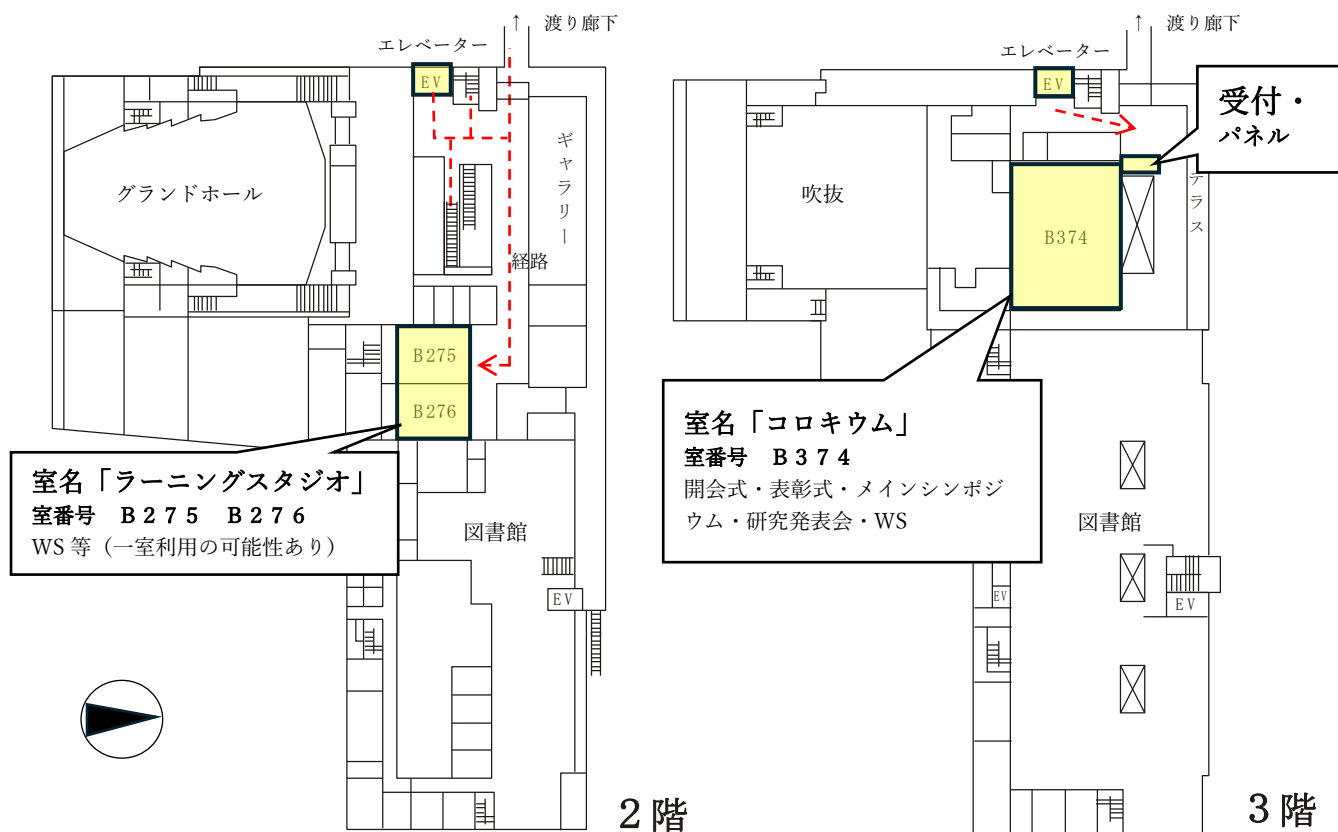 ↑ 渡り廊下
エレベーター
EV
グランドホール
ギャラリー
経路
B275
B276
室名「ラーニングスタジオ」
室番号 B275 B276
WS 等（一室利用の可能性あり）
図書館
EV
2階
↑ 渡り廊下
エレベーター
EV
受付・
パネル
テラス
吹抜
B374
室名「コロキウム」
室番号 B374
開会式・表彰式・メインシンポジ
ウム・研究発表会・WS
図書館
EV
EV
3階